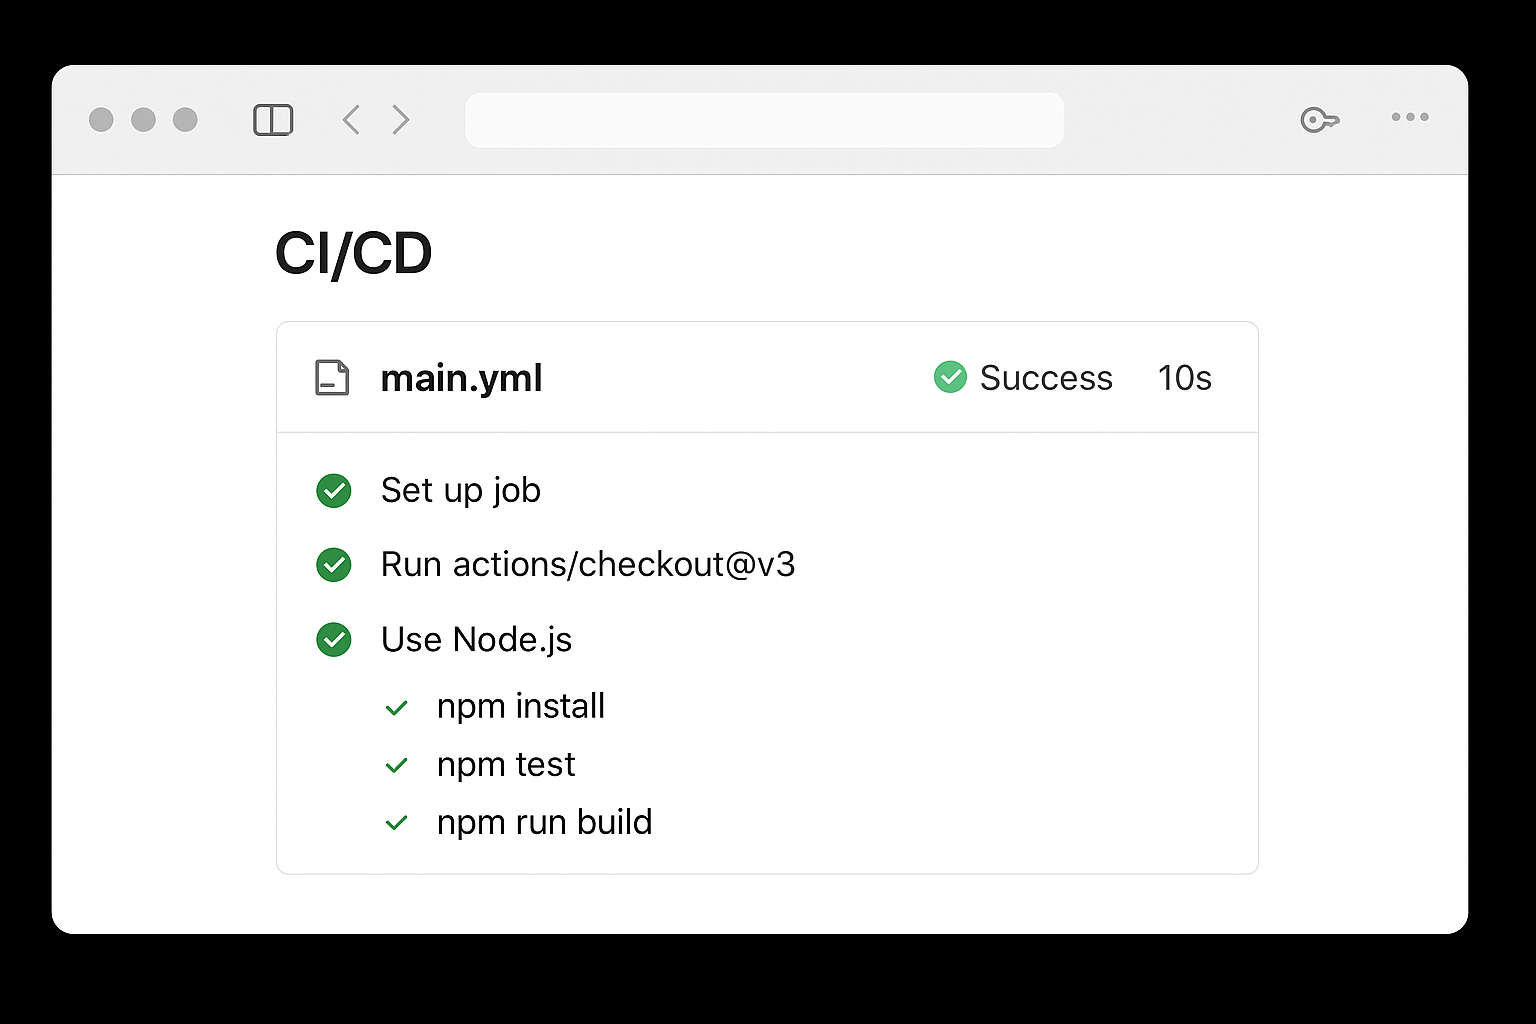 CI/CD
main.yml Success 10s
Set up job
Run actions/checkout@v3
Use Node.js
npm install
npm test
npm run build